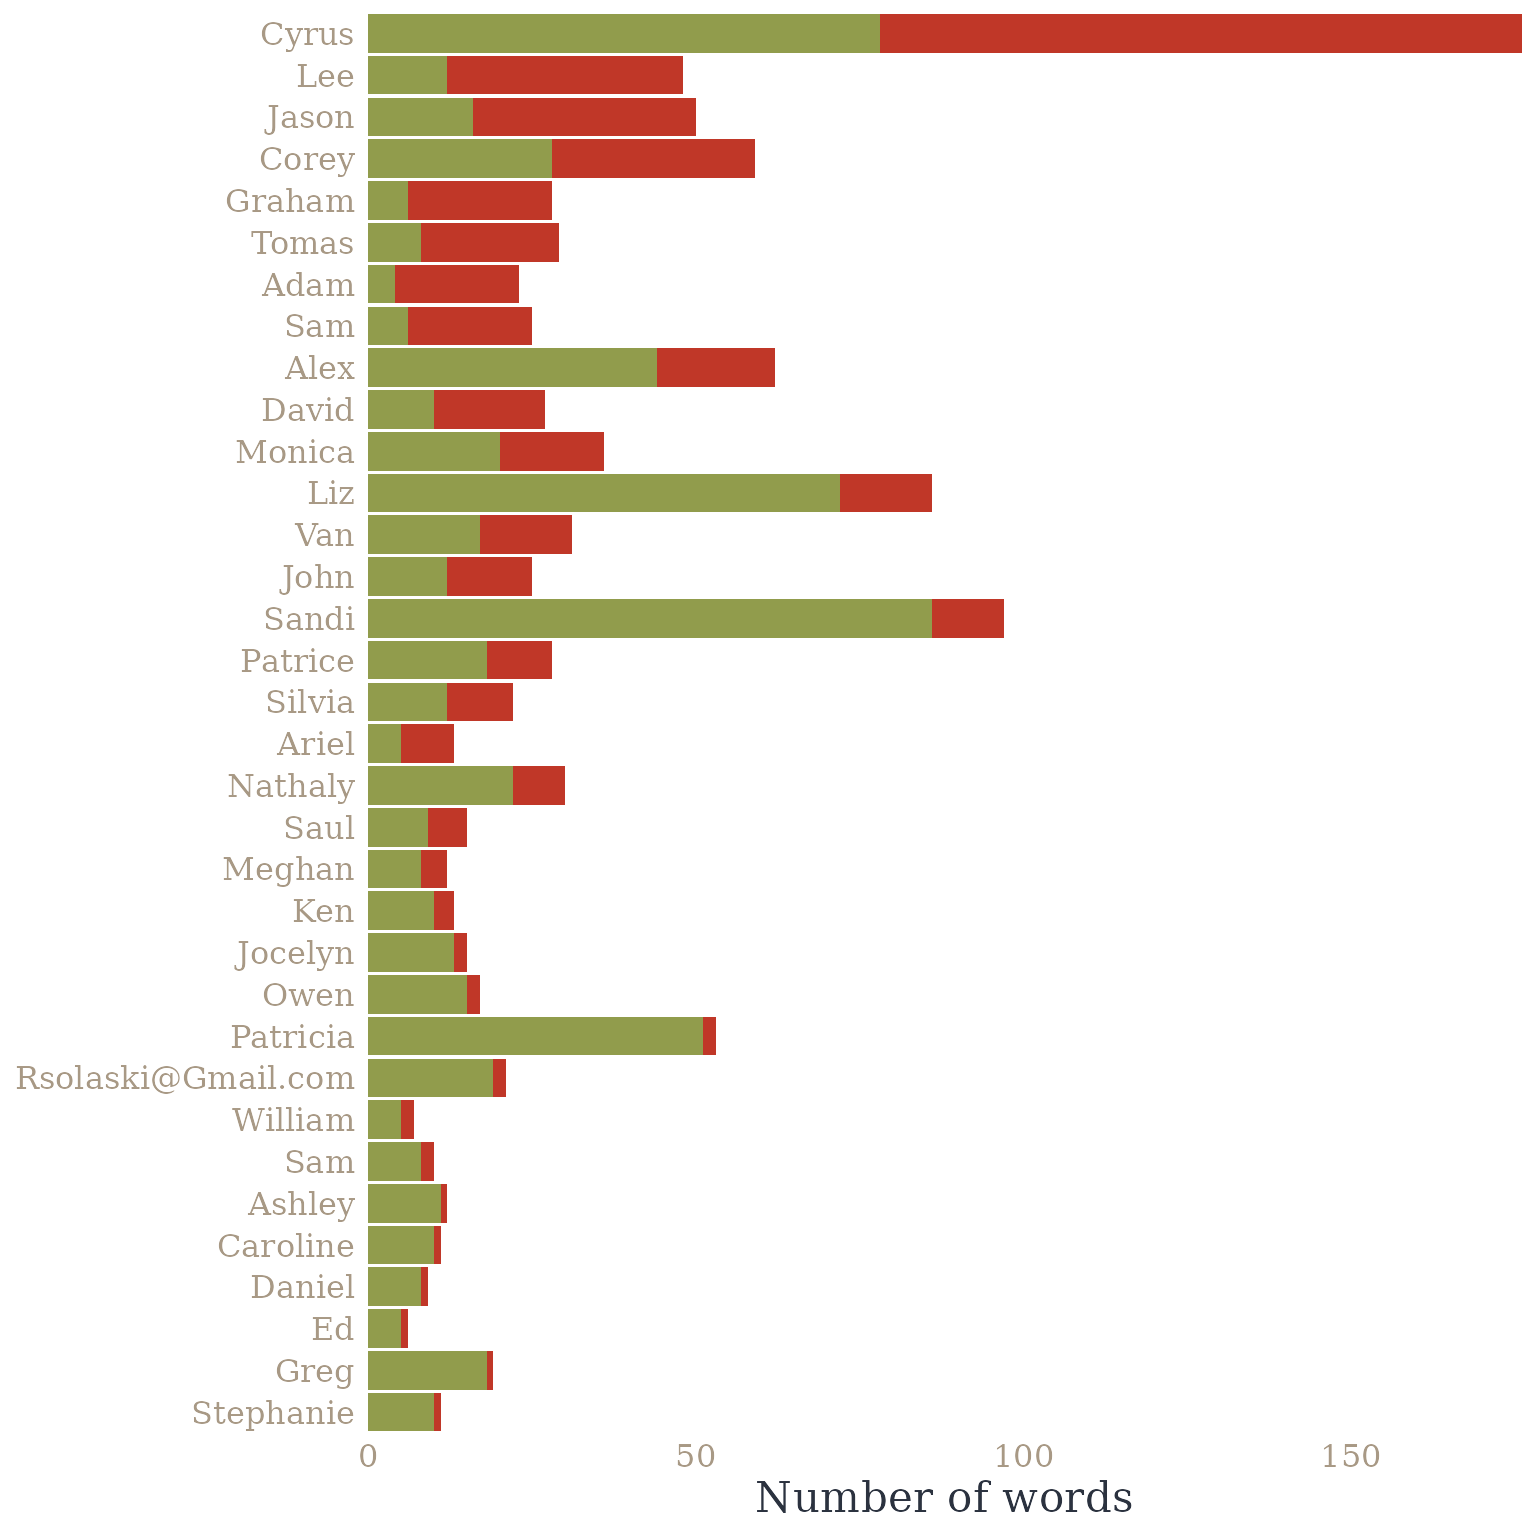 Cyrus
Lee
Jason
Corey
Graham
Tomas
Adam
Sam
Alex
David
Monica
Liz
Van
John
Sandi
Patrice
Silvia
Ariel
Nathaly
Saul
Meghan
Ken
Jocelyn
Owen
Patricia
Rsolaski@Gmail.com
William
Sam
Ashley
Caroline
Daniel
Ed
Greg
Stephanie
0 50 100 150
Number of words